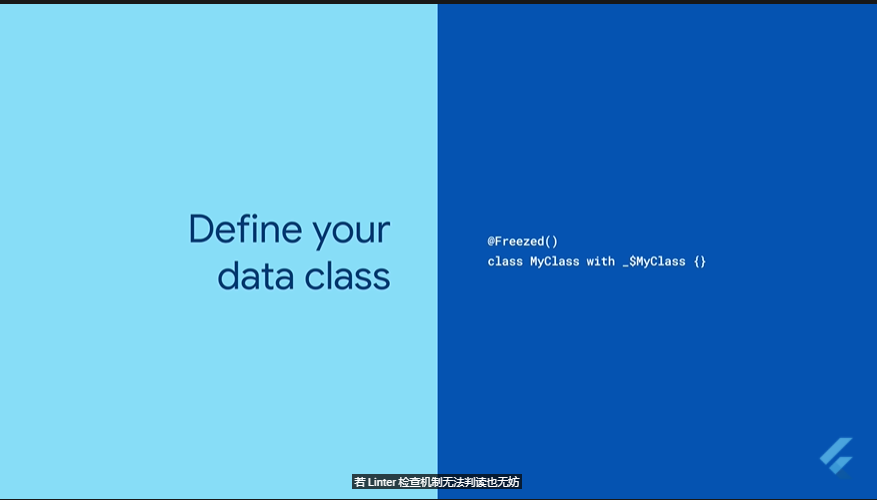 Define your
data class
@Freezed()
class MyClass with _$MyClass {}
若 Linter 检查机制无法判读也无妨